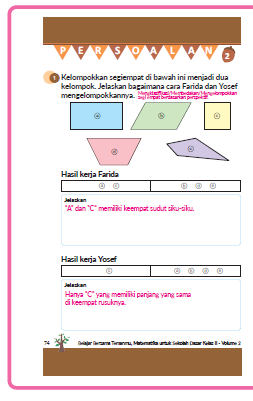 PERSOALAN 2
1 Kelompokkan segiempat di bawah ini menjadi dua
kelompok. Jelaskan bagaimana cara Farida dan Yosef
mengelompokkannya.
a b c
d e
Hasil kerja Farida
a c b d e
Jelaskan
"A" dan "C" memiliki keempat sudut siku-siku.
Hasil kerja Yosef
c a b d e
Jelaskan
Hanya "C" yang memiliki panjang yang sama
di keempat rusuknya.
74 Belajar Bersama Temanmu, Matematika untuk Sekolah Dasar Kelas II - Volume 2